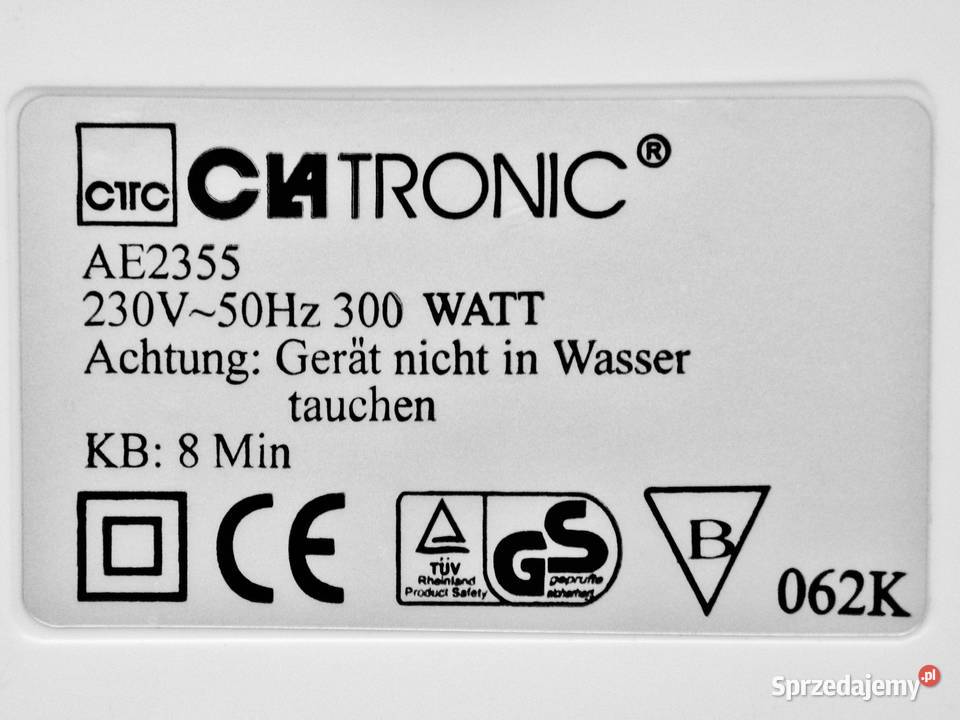 CTC CLATRONIC®
AE2355
230V~50Hz 300 WATT
Achtung: Gerät nicht in Wasser
tauchen
KB: 8 Min
CE
TÜV
Rheinland
Product Safety
GS
geprüfte
Sicherheit
B
062K
Sprzedajemy.pl